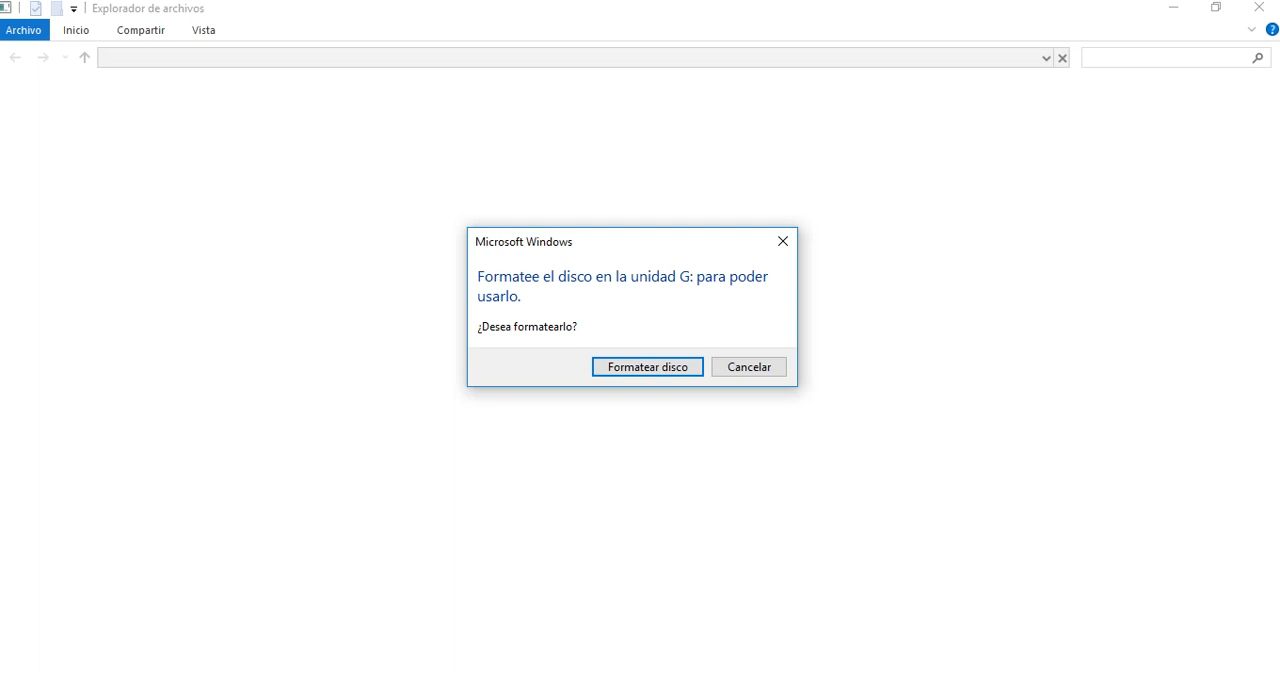 Explorador de archivos
Archivo Inicio Compartir Vista
Microsoft Windows
Formatee el disco en la unidad G: para poder
usarlo.
¿Desea formatearlo?
Formatear disco Cancelar